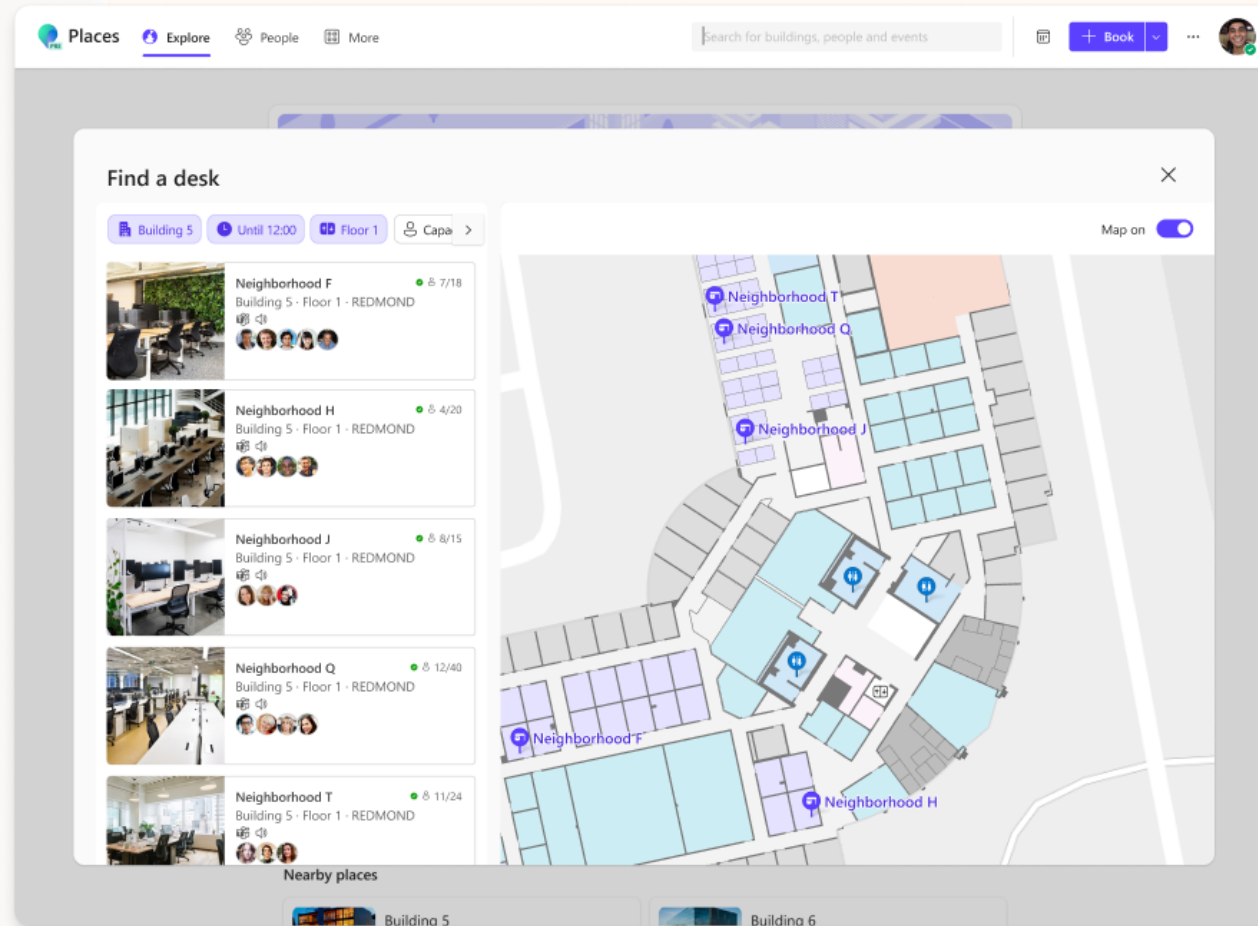 Places
Explore
People
More
Search for buildings, people and events
Book
Find a desk
Building 5
Until 12:00
Floor 1
Capa
Map on
Neighborhood F
7/18
Building 5 · Floor 1 · REDMOND
Neighborhood H
4/20
Building 5 · Floor 1 · REDMOND
Neighborhood J
8/15
Building 5 · Floor 1 · REDMOND
Neighborhood Q
12/40
Building 5 · Floor 1 · REDMOND
Neighborhood T
11/24
Building 5 · Floor 1 · REDMOND
Neighborhood T
Neighborhood Q
Neighborhood J
Neighborhood F
Neighborhood H
Nearby places
Building 5
Building 6